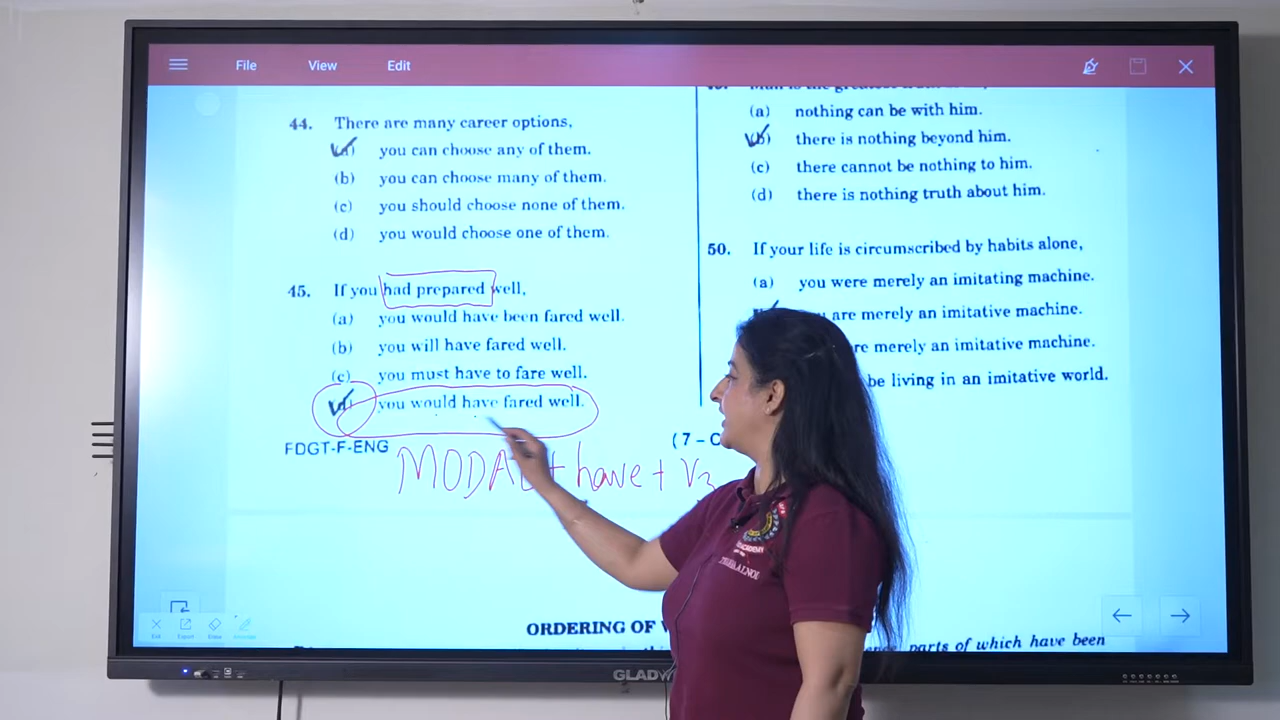 File View Edit
44. There are many career options,
(a) you can choose any of them.
(b) you can choose many of them.
(c) you should choose none of them.
(d) you would choose one of them.
45. If you had prepared well,
(a) you would have been fared well.
(b) you will have fared well.
(c) you must have to fare well.
(d) you would have fared well.
FDGT-F-ENG
MODAL + have + V3
(7 – C
(a) nothing can be with him.
(b) there is nothing beyond him.
(c) there cannot be nothing to him.
(d) there is nothing truth about him.
50. If your life is circumscribed by habits alone,
(a) you were merely an imitating machine.
are merely an imitative machine.
re merely an imitative machine.
be living in an imitative world.
ORDERING OF
parts of which have been
Exit Export Erase
GLADW